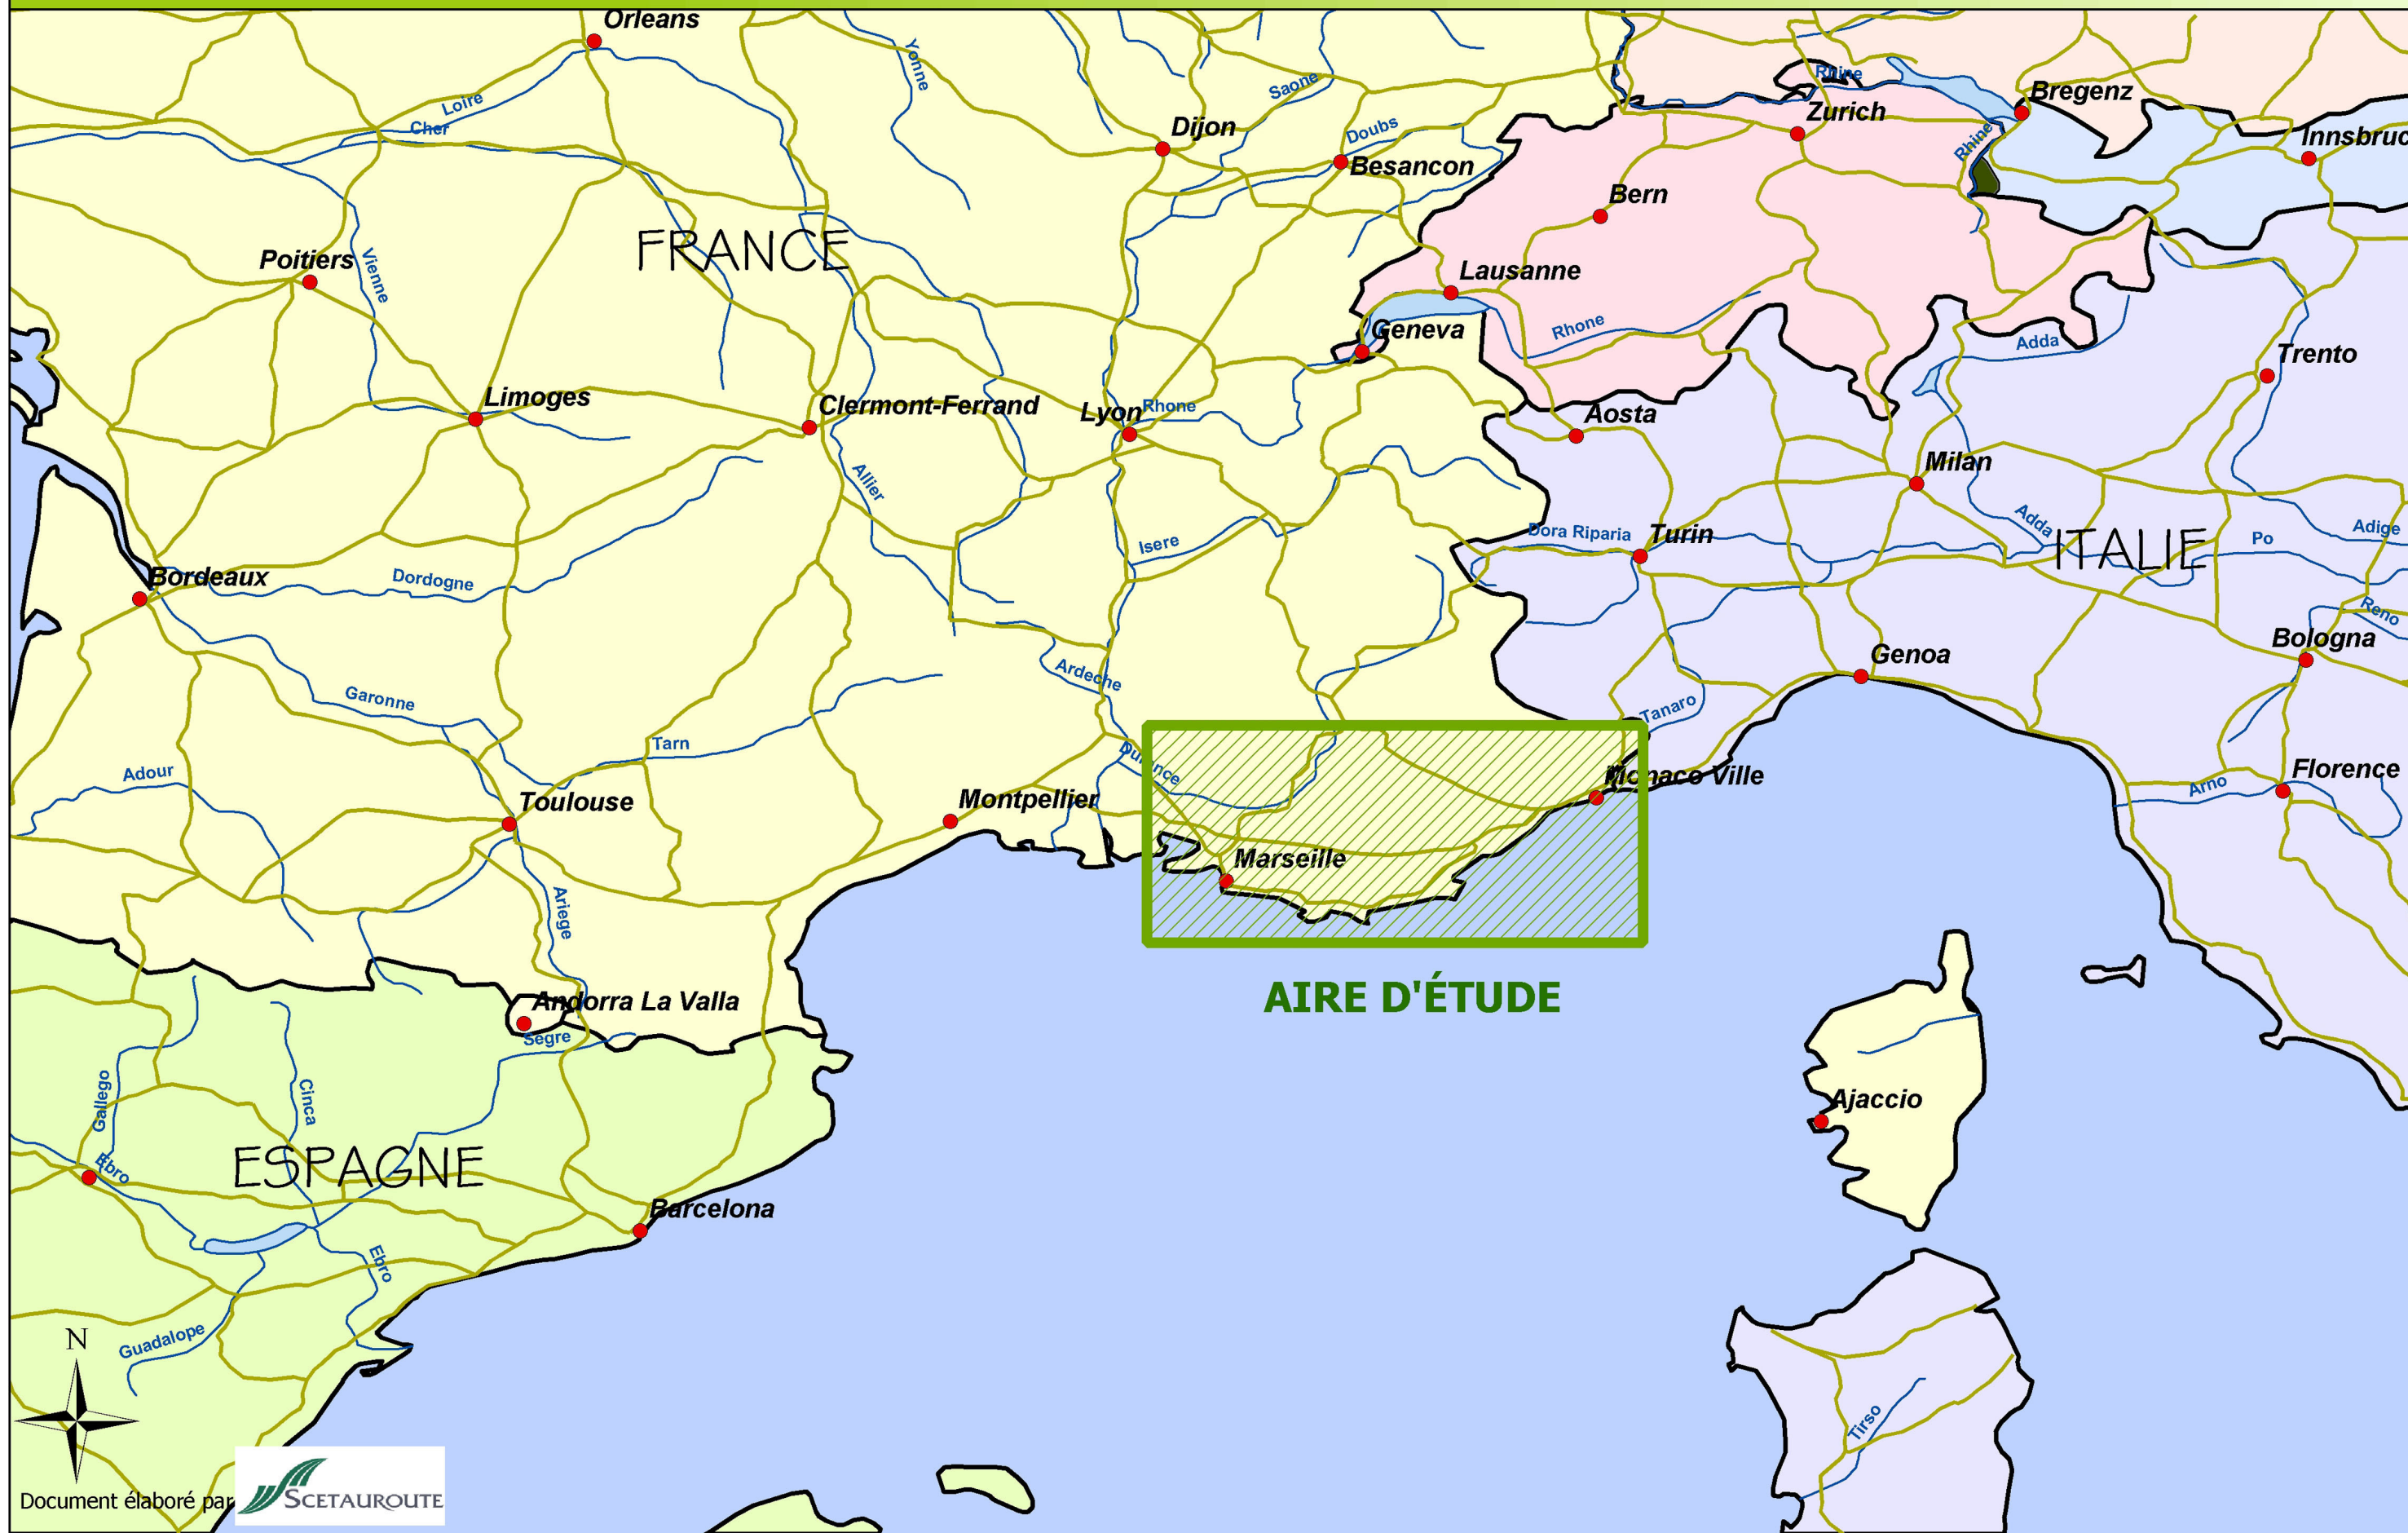 Orleans
Yonne
Saone
Rhine
Bregenz
Loire
Cher
Dijon
Doubs
Zurich
Rhine
Innsbruc
Besancon
Bern
FRANCE
Poitiers
Vienne
Lausanne
Geneva
Rhone
Adda
Trento
Limoges
Clermont-Ferrand
Lyon
Rhone
Aosta
Allier
Milan
Isere
Dora Riparia
Turin
Adda
ITALIE
Po
Adige
Bordeaux
Dordogne
Reno
Bologna
Genoa
Ardeche
Garonne
Tanaro
Tarn
Durance
Adour
Monaco Ville
Florence
Arno
Toulouse
Montpellier
Marseille
Ariege
AIRE D'ÉTUDE
Andorra La Valla
Segre
Gallego
Cinca
Ajaccio
ESPAGNE
Ebro
Barcelona
Ebro
Guadalope
N
Tirso
Document élaboré par
SCETAUROUTE